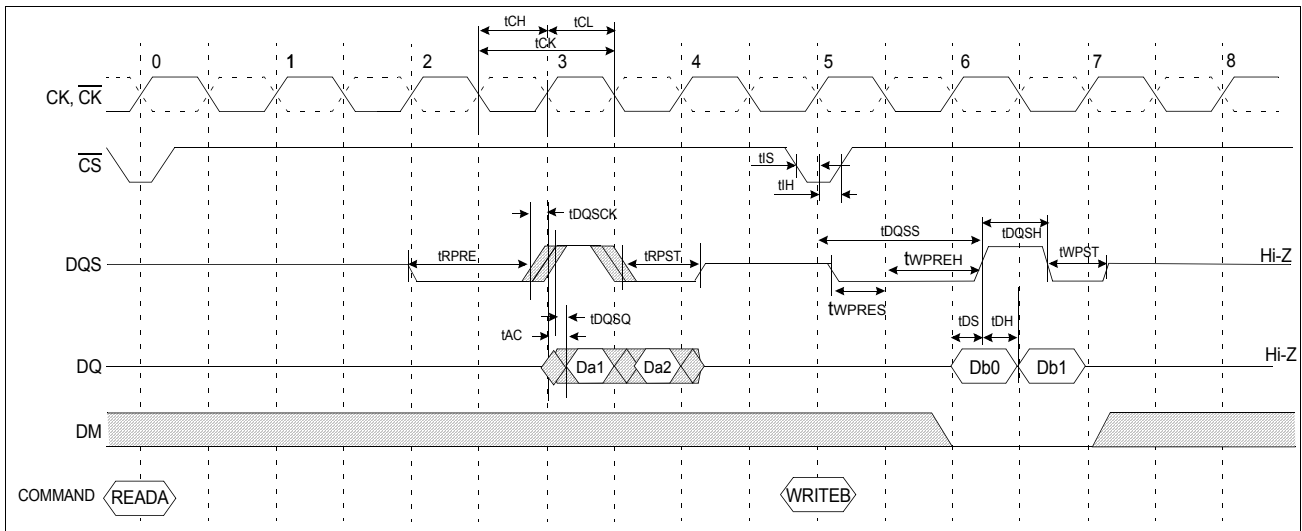 tCH tCL
tCK
0 1 2 3 4 5 6 7 8
CK, CK
CS
tIS
tIH
tDQSCK
tDQSS tDQSH
DQS tRPRE tRPST tWPREH tWPST Hi-Z
tWPRES
tDQSQ
tAC tDS tDH
DQ Da1 Da2 Db0 Db1 Hi-Z
DM
COMMAND READA WRITEB